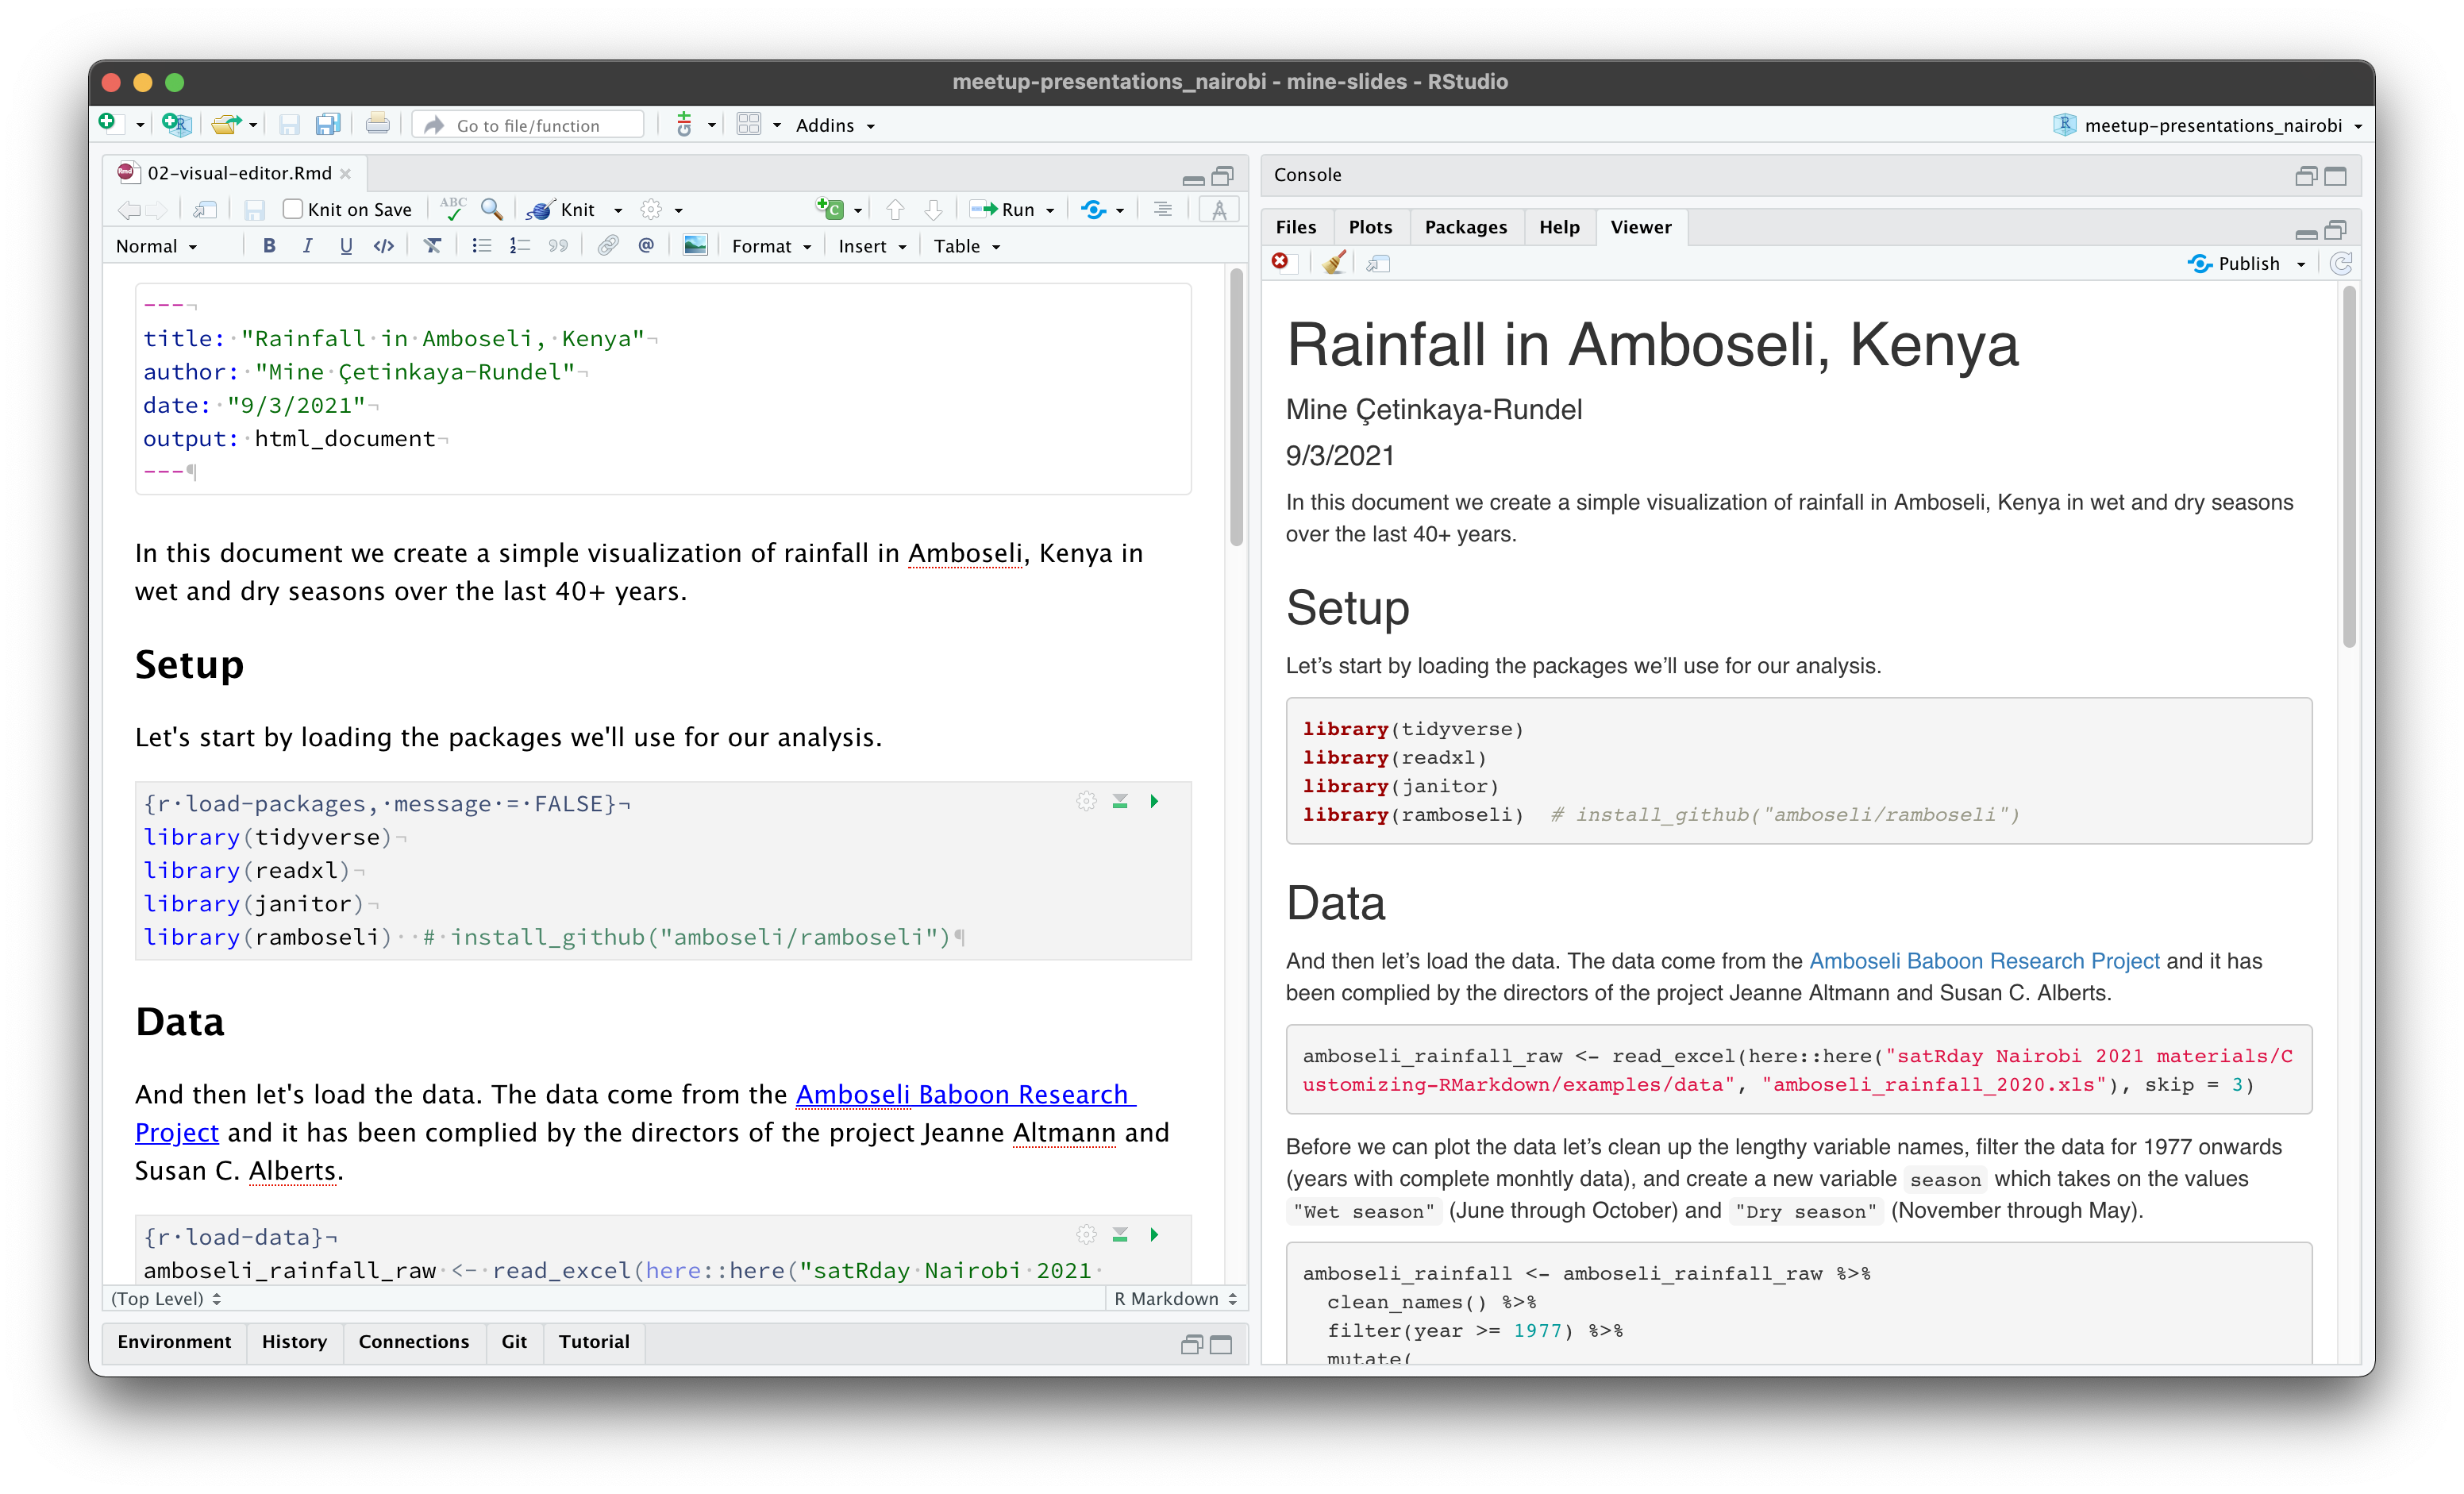 meetup-presentations_nairobi - mine-slides - RStudio
Go to file/function
Addins
meetup-presentations_nairobi
02-visual-editor.Rmd
Knit on Save
ABC
Knit
Run
Normal
B I U </>
@
Format
Insert
Table
---
title: "Rainfall in Amboseli, Kenya"
author: "Mine Çetinkaya-Rundel"
date: "9/3/2021"
output: html_document
---
In this document we create a simple visualization of rainfall in Amboseli, Kenya in
wet and dry seasons over the last 40+ years.
Setup
Let's start by loading the packages we'll use for our analysis.
{r load-packages, message = FALSE}
library(tidyverse)
library(readxl)
library(janitor)
library(ramboseli)  # install_github("amboseli/ramboseli")
Data
And then let's load the data. The data come from the Amboseli Baboon Research
Project and it has been complied by the directors of the project Jeanne Altmann and
Susan C. Alberts.
{r load-data}
amboseli_rainfall_raw <- read_excel(here::here("satRday Nairobi 2021
(Top Level)
R Markdown
Environment
History
Connections
Git
Tutorial
Console
Files
Plots
Packages
Help
Viewer
Publish
Rainfall in Amboseli, Kenya
Mine Çetinkaya-Rundel
9/3/2021
In this document we create a simple visualization of rainfall in Amboseli, Kenya in wet and dry seasons
over the last 40+ years.
Setup
Let’s start by loading the packages we’ll use for our analysis.
library(tidyverse)
library(readxl)
library(janitor)
library(ramboseli)  # install_github("amboseli/ramboseli")
Data
And then let’s load the data. The data come from the Amboseli Baboon Research Project and it has
been complied by the directors of the project Jeanne Altmann and Susan C. Alberts.
amboseli_rainfall_raw <- read_excel(here::here("satRday Nairobi 2021 materials/C
ustomizing-RMarkdown/examples/data", "amboseli_rainfall_2020.xls"), skip = 3)
Before we can plot the data let’s clean up the lengthy variable names, filter the data for 1977 onwards
(years with complete monhtly data), and create a new variable season which takes on the values
"Wet season" (June through October) and "Dry season" (November through May).
amboseli_rainfall <- amboseli_rainfall_raw %>%
clean_names() %>%
filter(year >= 1977) %>%
mutate(